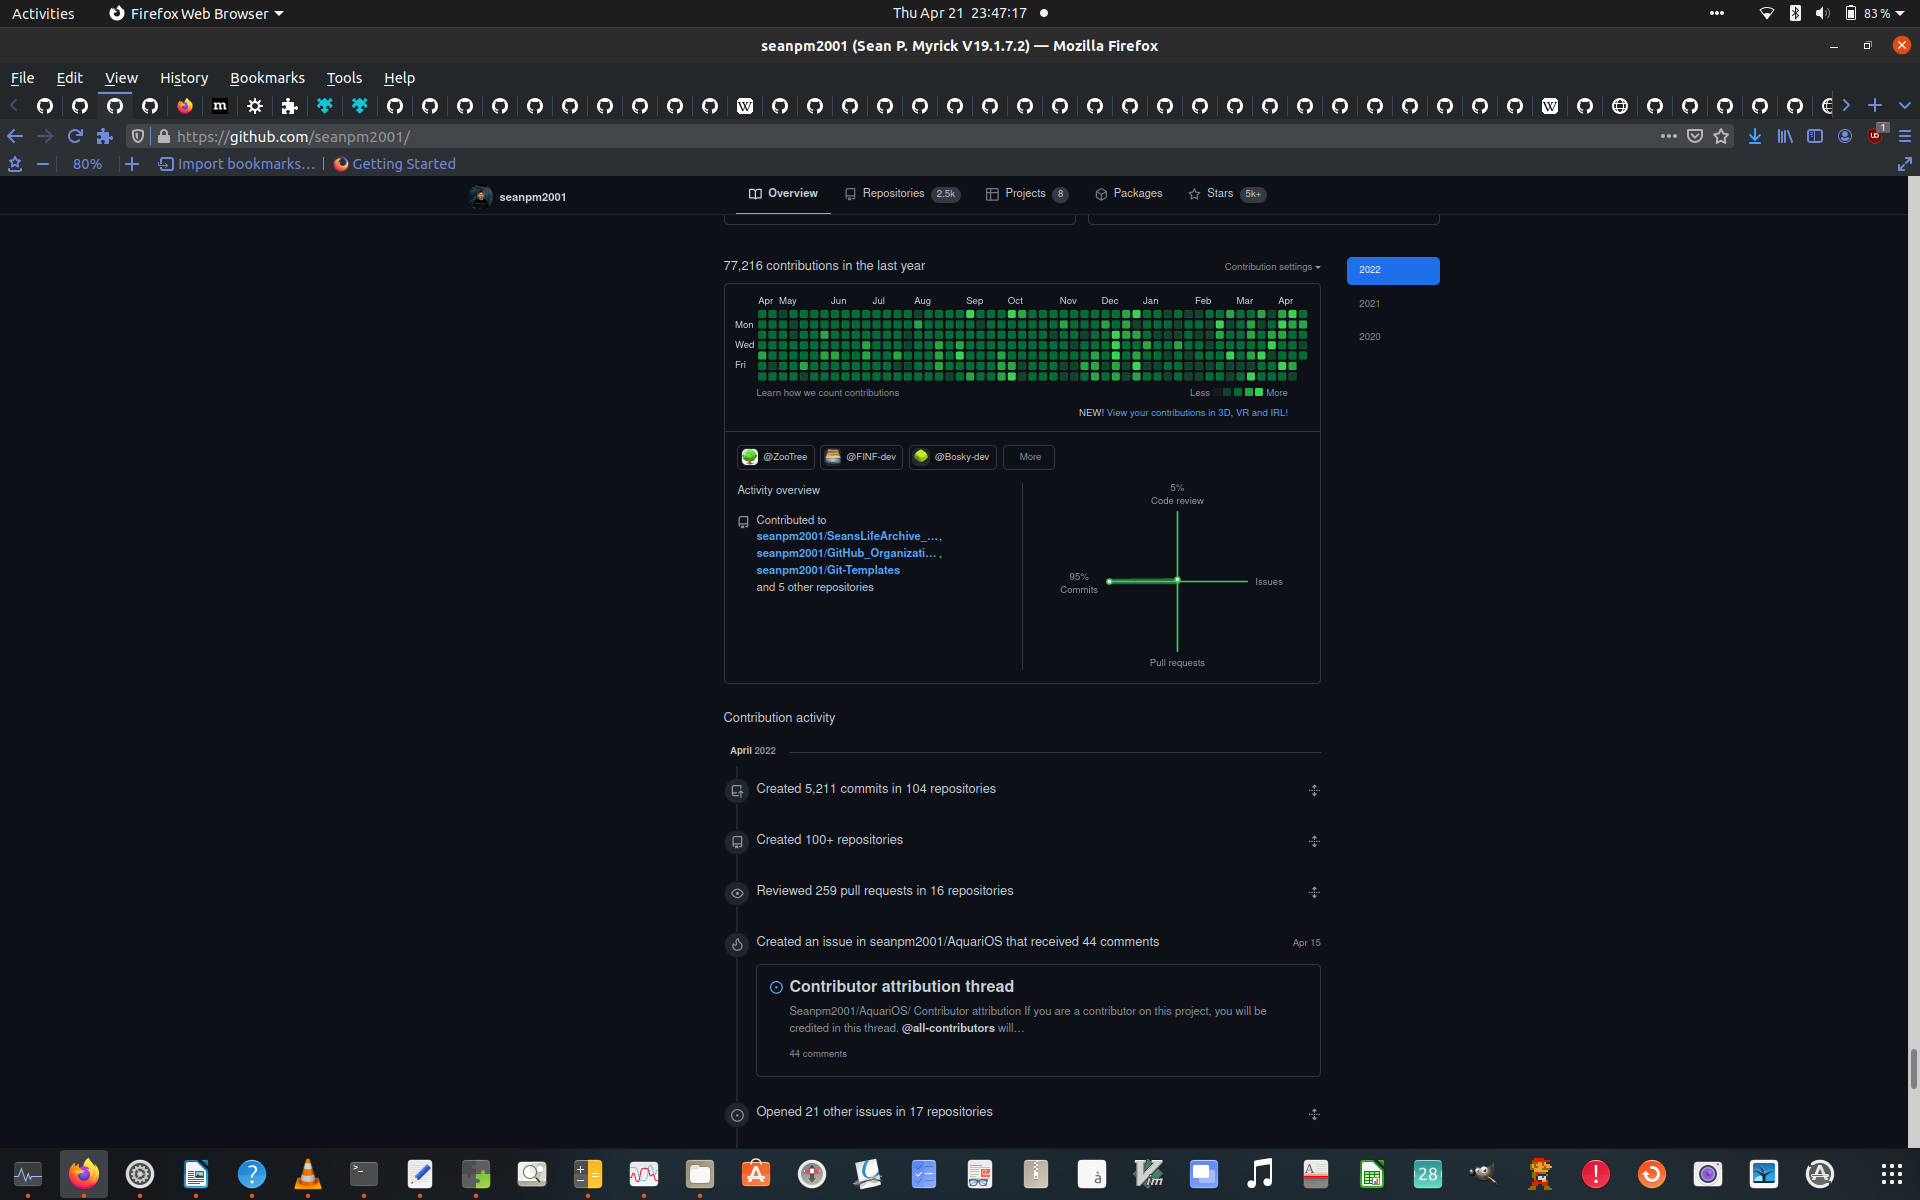 Activities
Firefox Web Browser
Thu Apr 21 23:47:17
83 %
seanpm2001 (Sean P. Myrick V19.1.7.2) — Mozilla Firefox
File Edit View History Bookmarks Tools Help
https://github.com/seanpm2001/
80%
Import bookmarks...
Getting Started
seanpm2001
Overview
Repositories 2.5k
Projects 8
Packages
Stars 5k+
77,216 contributions in the last year
Contribution settings
2022
2021
2020
Apr May Jun Jul Aug Sep Oct Nov Dec Jan Feb Mar Apr
Mon
Wed
Fri
Learn how we count contributions
Less More
NEW! View your contributions in 3D, VR and IRL!
@ZooTree
@FINF-dev
@Bosky-dev
More
Activity overview
Contributed to
seanpm2001/SeansLifeArchive_...,
seanpm2001/GitHub_Organizati... ,
seanpm2001/Git-Templates
and 5 other repositories
5%
Code review
95%
Commits
Issues
Pull requests
Contribution activity
April 2022
Created 5,211 commits in 104 repositories
Created 100+ repositories
Reviewed 259 pull requests in 16 repositories
Created an issue in seanpm2001/AquariOS that received 44 comments
Apr 15
Contributor attribution thread
Seanpm2001/AquariOS/ Contributor attribution If you are a contributor on this project, you will be
credited in this thread. @all-contributors will...
44 comments
Opened 21 other issues in 17 repositories
28